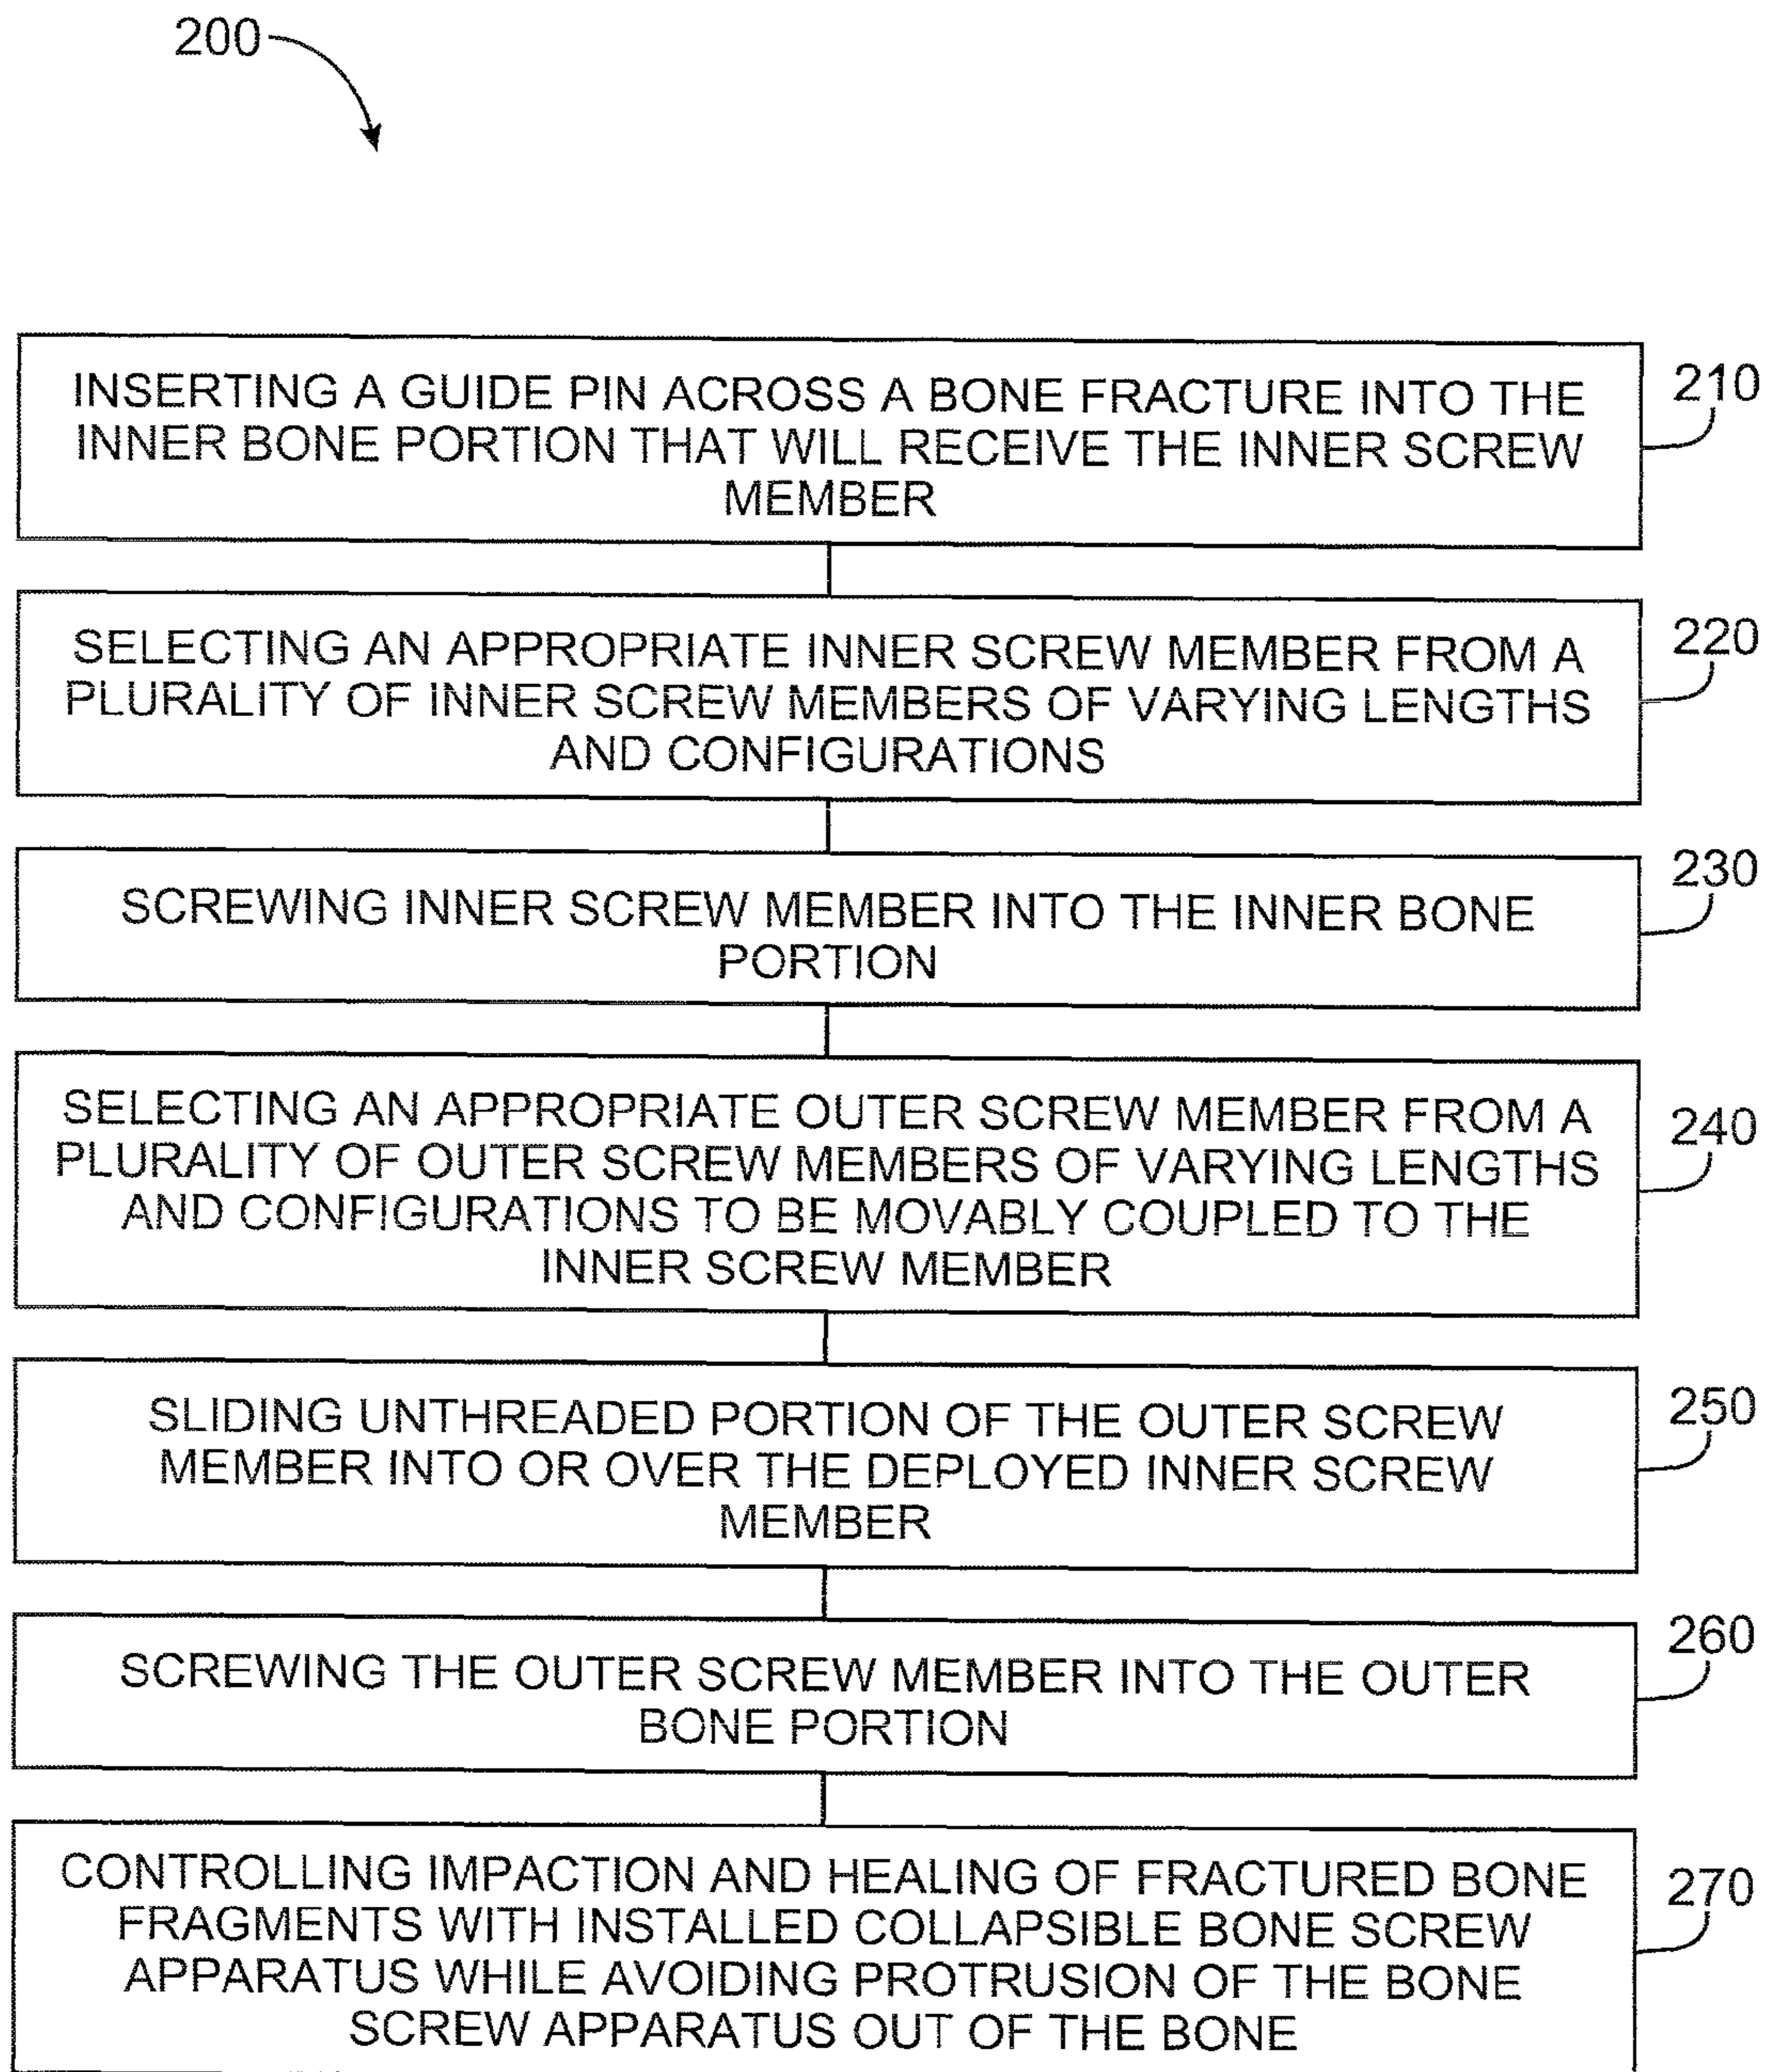 200
INSERTING A GUIDE PIN ACROSS A BONE FRACTURE INTO THE
INNER BONE PORTION THAT WILL RECEIVE THE INNER SCREW
MEMBER
210
SELECTING AN APPROPRIATE INNER SCREW MEMBER FROM A
PLURALITY OF INNER SCREW MEMBERS OF VARYING LENGTHS
AND CONFIGURATIONS
220
SCREWING INNER SCREW MEMBER INTO THE INNER BONE
PORTION
230
SELECTING AN APPROPRIATE OUTER SCREW MEMBER FROM A
PLURALITY OF OUTER SCREW MEMBERS OF VARYING LENGTHS
AND CONFIGURATIONS TO BE MOVABLY COUPLED TO THE
INNER SCREW MEMBER
240
SLIDING UNTHREADED PORTION OF THE OUTER SCREW
MEMBER INTO OR OVER THE DEPLOYED INNER SCREW
MEMBER
250
SCREWING THE OUTER SCREW MEMBER INTO THE OUTER
BONE PORTION
260
CONTROLLING IMPACTION AND HEALING OF FRACTURED BONE
FRAGMENTS WITH INSTALLED COLLAPSIBLE BONE SCREW
APPARATUS WHILE AVOIDING PROTRUSION OF THE BONE
SCREW APPARATUS OUT OF THE BONE
270